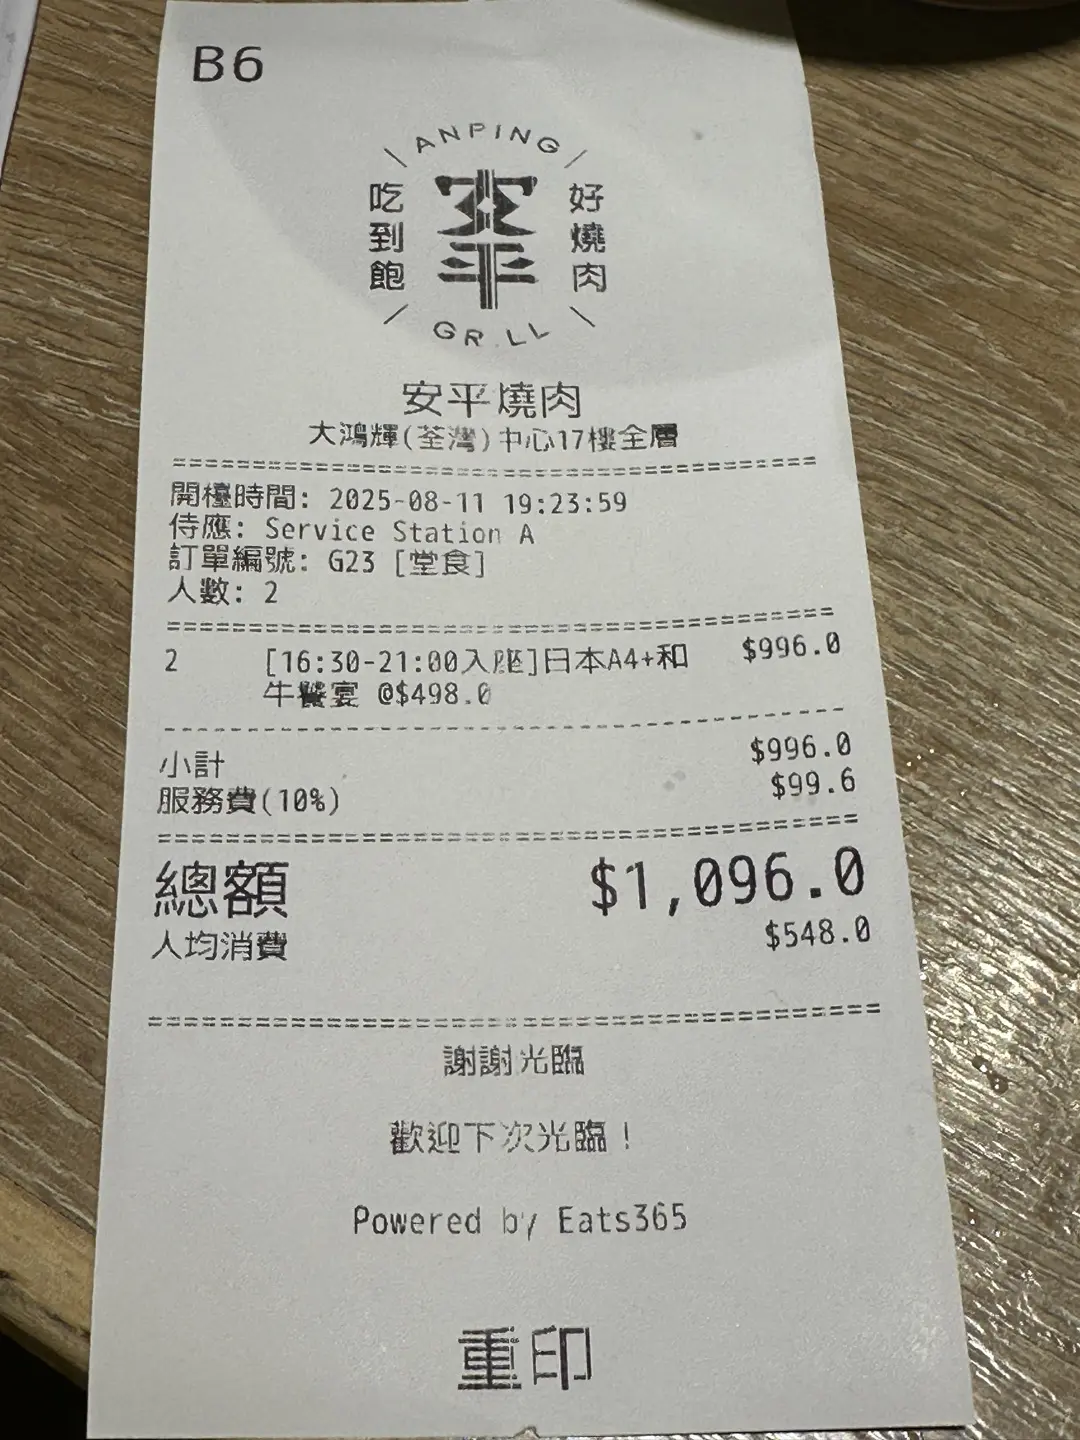 B6
ANPING
吃到飽
安平
好燒肉
GRILL
安平燒肉
大鴻輝(荃灣)中心17樓全層
開檯時間: 2025-08-11 19:23:59
侍應: Service Station A
訂單編號: G23 [堂食]
人數: 2
2 [16:30-21:00入座]日本A4+和 $996.0
牛饗宴 @$498.0
小計 $996.0
服務費(10%) $99.6
總額 $1,096.0
人均消費 $548.0
謝謝光臨
歡迎下次光臨!
Powered by Eats365
重印